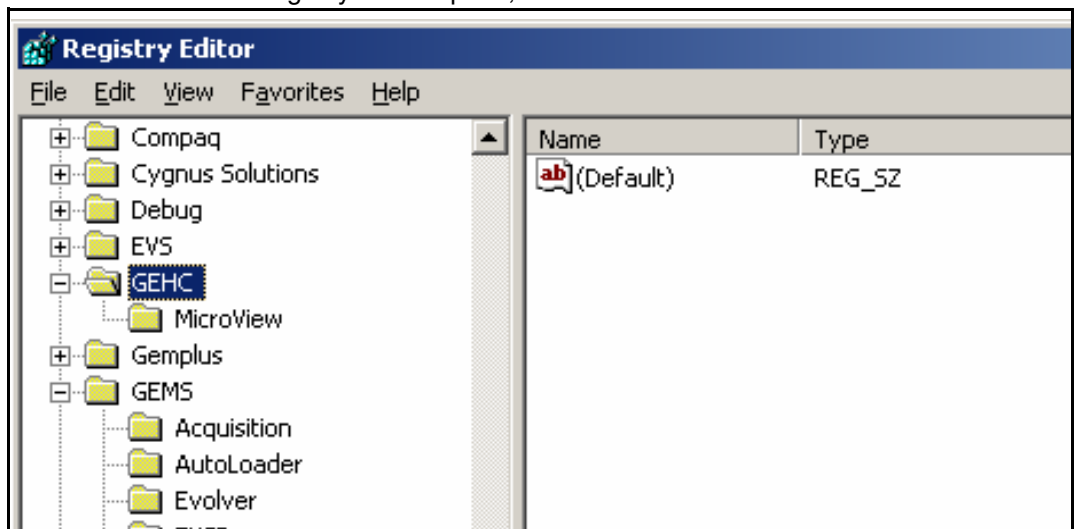 Registry Editor
File Edit View Favorites Help
Name Type
Compaq
ab (Default) REG_SZ
Cygnus Solutions
Debug
EVS
GEHC
MicroView
Gemplus
GEMS
Acquisition
AutoLoader
Evolver